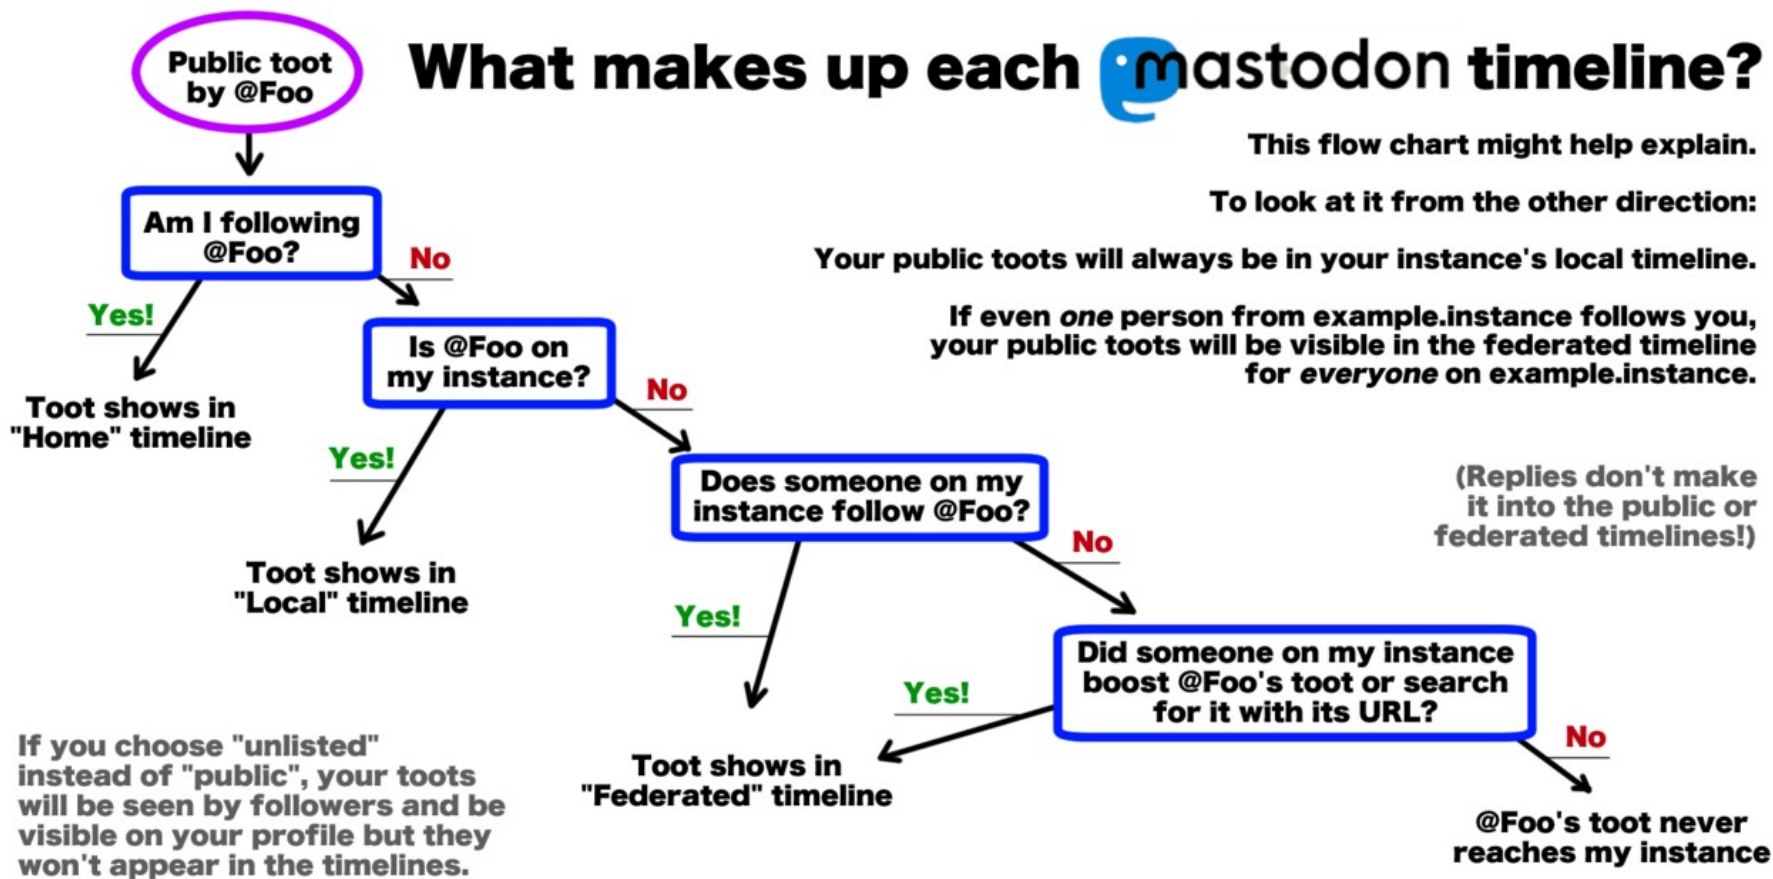 Public toot
by @Foo
What makes up each mastodon timeline?
This flow chart might help explain.
To look at it from the other direction:
Your public toots will always be in your instance's local timeline.
If even one person from example.instance follows you,
your public toots will be visible in the federated timeline
for everyone on example.instance.
(Replies don't make
it into the public or
federated timelines!)
Am I following
@Foo?
No
Yes!
Toot shows in
"Home" timeline
Is @Foo on
my instance?
No
Yes!
Toot shows in
"Local" timeline
Does someone on my
instance follow @Foo?
No
Yes!
Toot shows in
"Federated" timeline
Did someone on my instance
boost @Foo's toot or search
for it with its URL?
Yes!
No
@Foo's toot never
reaches my instance
If you choose "unlisted"
instead of "public", your toots
will be seen by followers and be
visible on your profile but they
won't appear in the timelines.